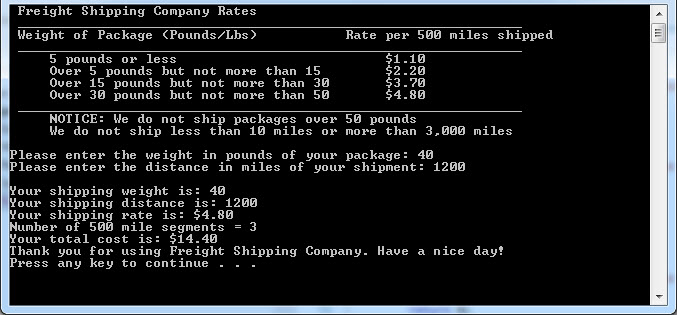 Freight Shipping Company Rates
Weight of Package (Pounds/Lbs) Rate per 500 miles shipped
5 pounds or less $1.10
Over 5 pounds but not more than 15 $2.20
Over 15 pounds but not more than 30 $3.70
Over 30 pounds but not more than 50 $4.80
NOTICE: We do not ship packages over 50 pounds
We do not ship less than 10 miles or more than 3,000 miles
Please enter the weight in pounds of your package: 40
Please enter the distance in miles of your shipment: 1200
Your shipping weight is: 40
Your shipping distance is: 1200
Your shipping rate is: $4.80
Number of 500 mile segments = 3
Your total cost is: $14.40
Thank you for using Freight Shipping Company. Have a nice day!
Press any key to continue . . .